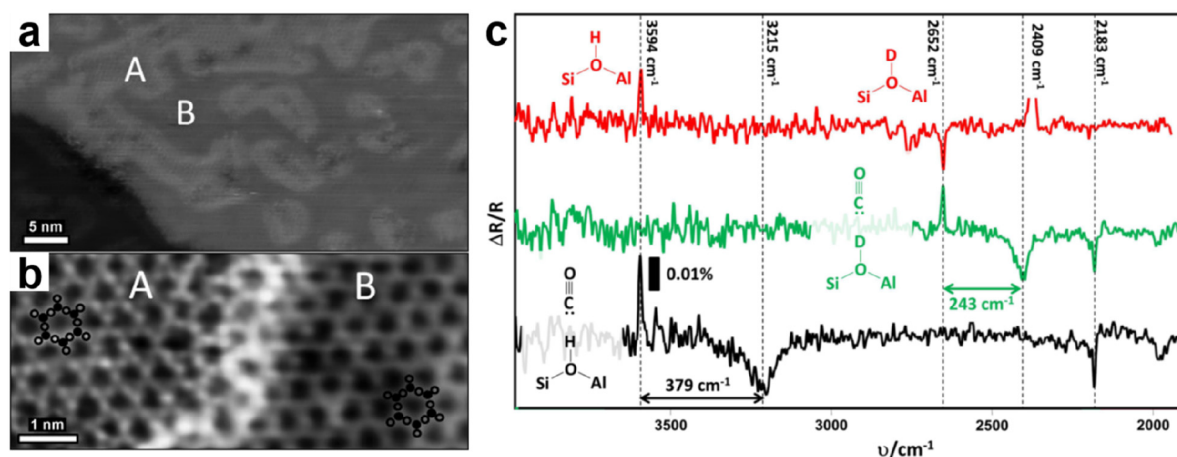 a
A
B
5 nm
b
A
B
1 nm
c
3594 cm⁻¹
3215 cm⁻¹
2652 cm⁻¹
2409 cm⁻¹
2183 cm⁻¹
H
O
Si Al
D
O
Si Al
O
C:
D
O
Si Al
243 cm⁻¹
0.01%
O
C:
H
O
Si Al
379 cm⁻¹
ΔR/R
3500 3000 2500 2000
υ/cm⁻¹